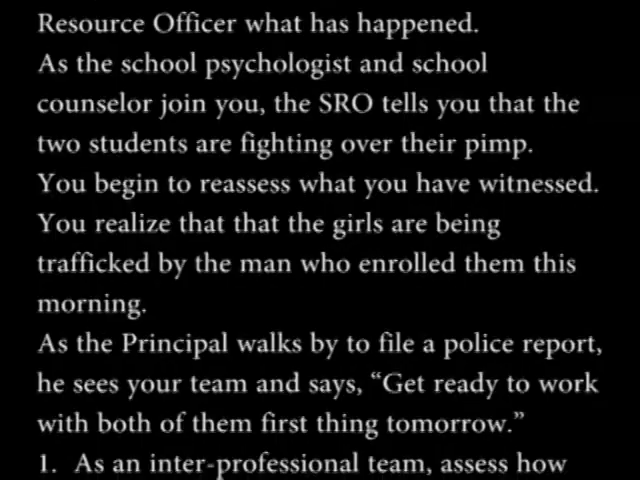 Resource Officer what has happened.
As the school psychologist and school
counselor join you, the SRO tells you that the
two students are fighting over their pimp.
You begin to reassess what you have witnessed.
You realize that that the girls are being
trafficked by the man who enrolled them this
morning.
As the Principal walks by to file a police report,
he sees your team and says, “Get ready to work
with both of them first thing tomorrow.”
1. As an inter-professional team, assess how